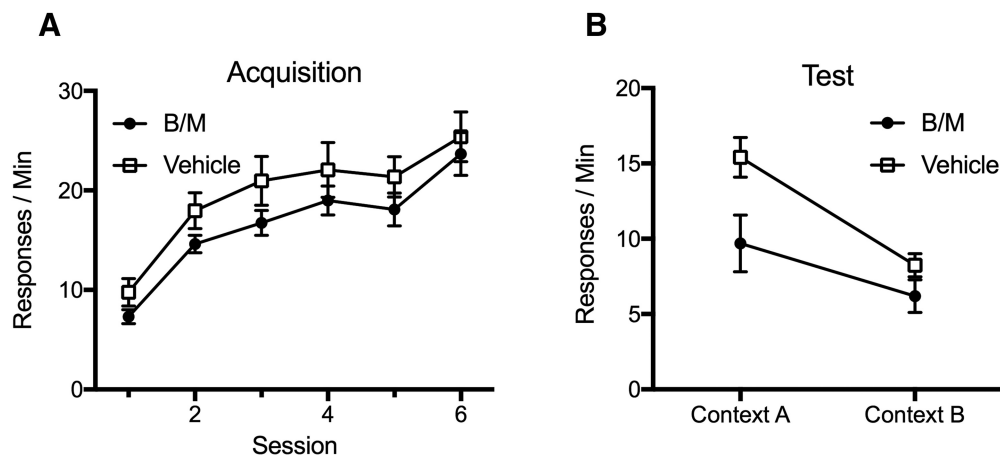 A
Acquisition
30
20
10
0
B/M
Vehicle
Responses / Min
2
4
6
Session
B
Test
20
15
10
5
0
B/M
Vehicle
Responses / Min
Context A
Context B